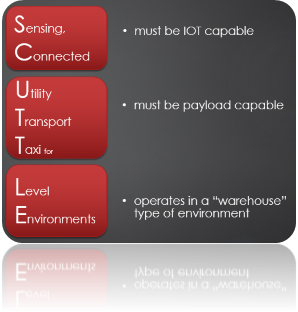 Sensing,
Connected
• must be IOT capable
Utility
Transport
Taxi for
• must be payload capable
Level
Environments
• operates in a “warehouse”
type of environment